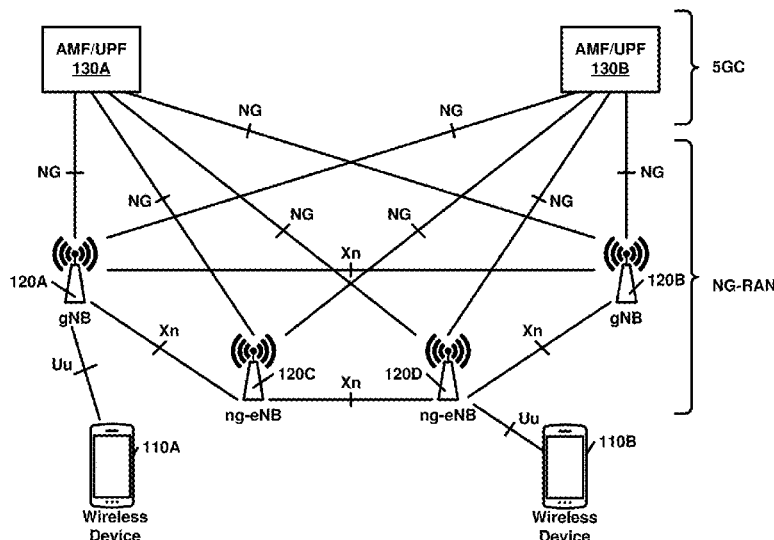 AMF/UPF
130A
AMF/UPF
130B
5GC
NG
NG
NG
NG
NG
NG
NG
NG
Xn
120A
gNB
120B
gNB
NG-RAN
Xn
Xn
Uu
120C
ng-eNB
Xn
120D
ng-eNB
Uu
110A
Wireless
Device
110B
Wireless
Device